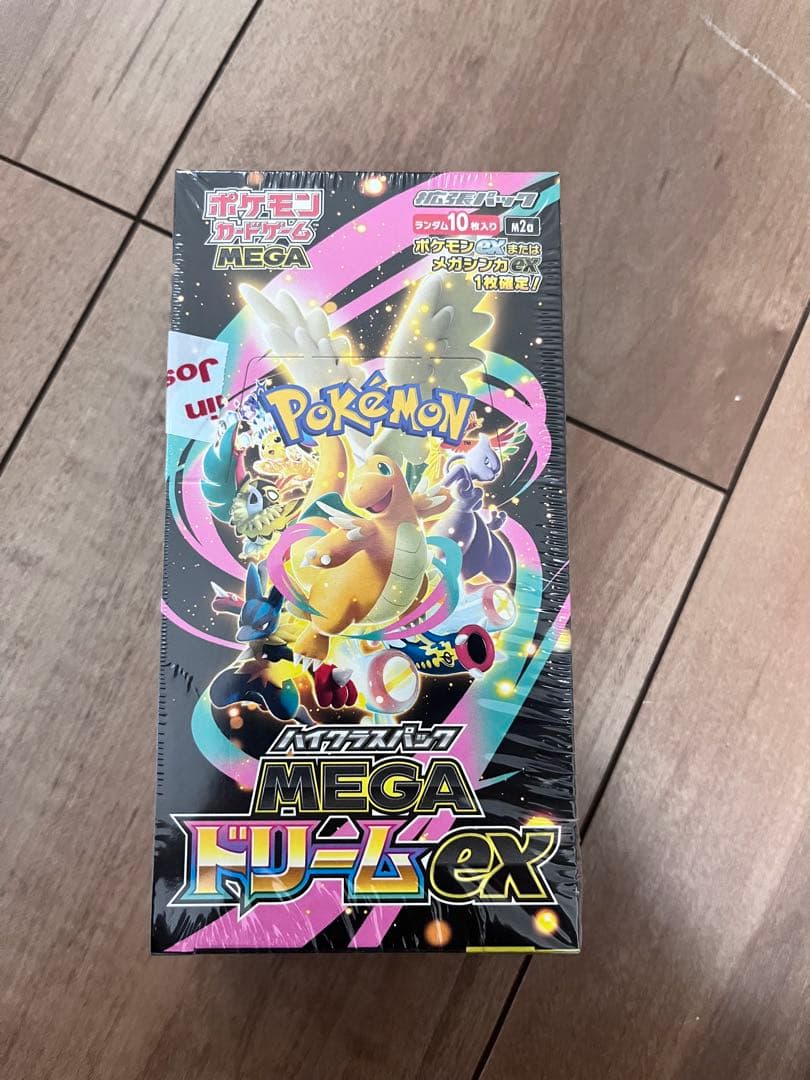 ポケモン
カードゲーム
MEGA
拡張パック
ランダム10枚入り
M2a
ポケモンexまたは
メガシンカex
1枚確定!
Jos
in
Pokémon
TM
ハイクラスパック
MEGA
ドリームex